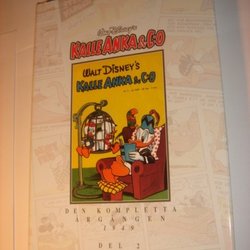 Walt Disney's
KALLE ANKA & C:O
WALT DISNEY'S
KALLE ANKA & C:O
DEN KOMPLETTA
ÅRGÅNGEN
1949
DEL 2